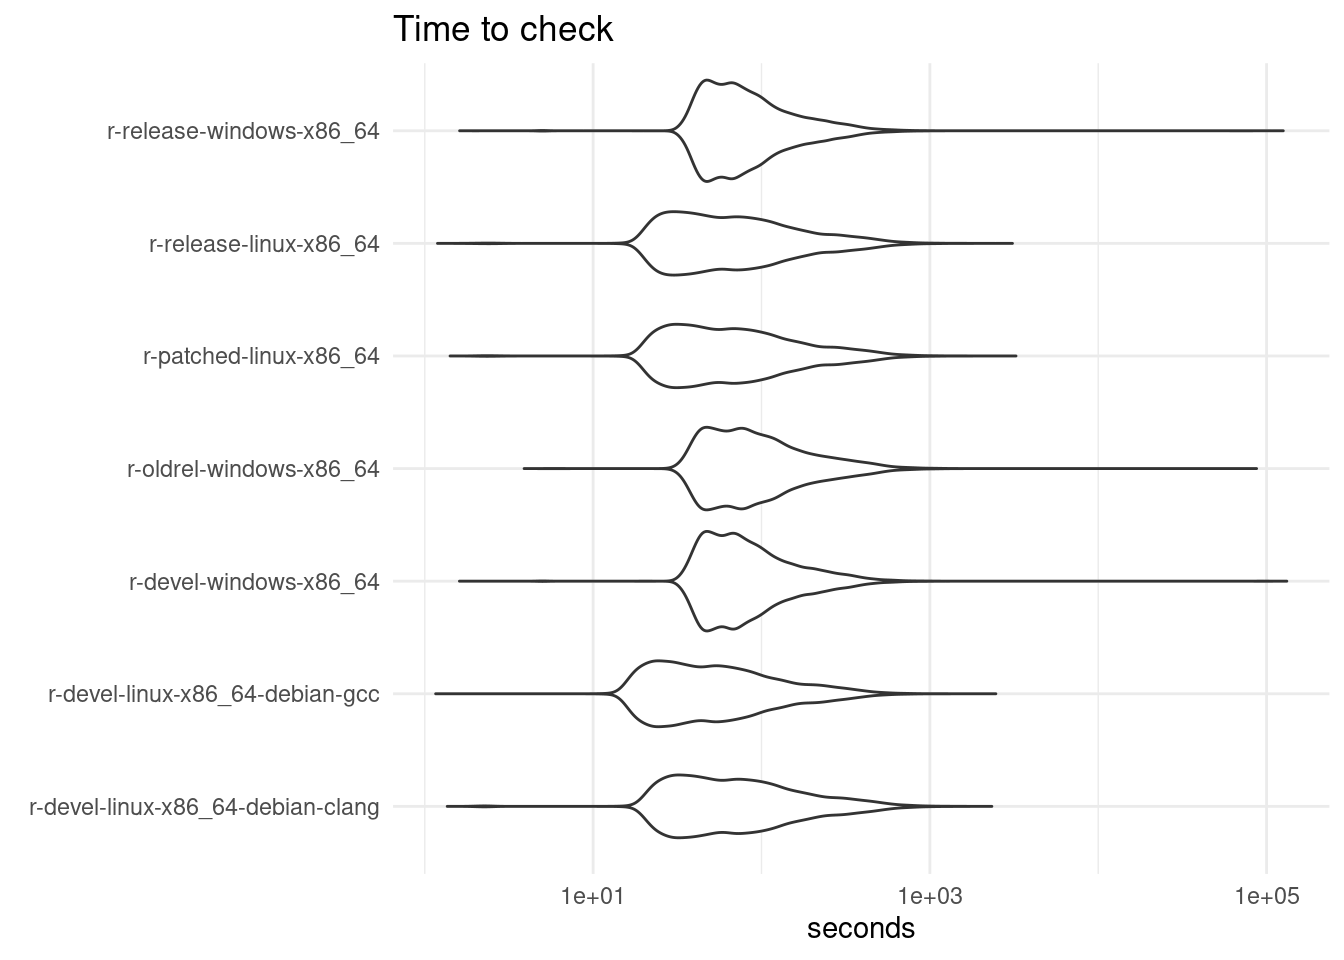 Time to check
r-release-windows-x86_64
r-release-linux-x86_64
r-patched-linux-x86_64
r-oldrel-windows-x86_64
r-devel-windows-x86_64
r-devel-linux-x86_64-debian-gcc
r-devel-linux-x86_64-debian-clang
1e+01 1e+03 1e+05
seconds